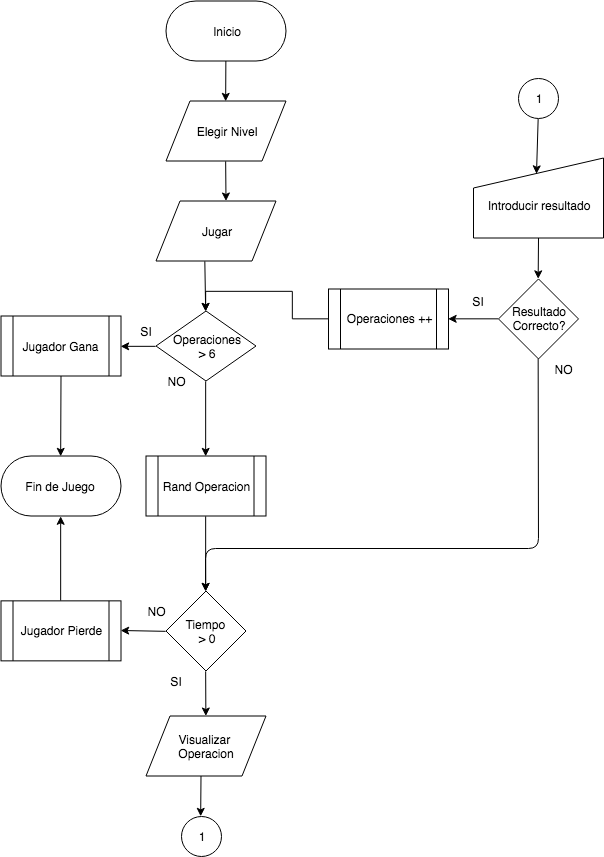 Inicio
Elegir Nivel
Jugar
Operaciones
> 6
SI
NO
Jugador Gana
Fin de Juego
Rand Operacion
Tiempo
> 0
NO
SI
Jugador Pierde
Visualizar
Operacion
1
1
Introducir resultado
Resultado
Correcto?
SI
NO
Operaciones ++